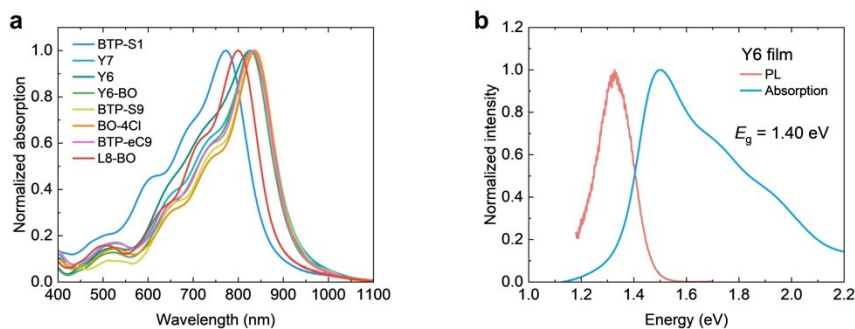 a
Normalized absorption
1.0
0.8
0.6
0.4
0.2
0.0
BTP-S1
Y7
Y6
Y6-BO
BTP-S9
BO-4Cl
BTP-eC9
L8-BO
400 500 600 700 800 900 1000 1100
Wavelength (nm)
b
Normalized intensity
1.2
1.0
0.8
0.6
0.4
0.2
0.0
Y6 film
PL
Absorption
Eg = 1.40 eV
1.0 1.2 1.4 1.6 1.8 2.0 2.2
Energy (eV)